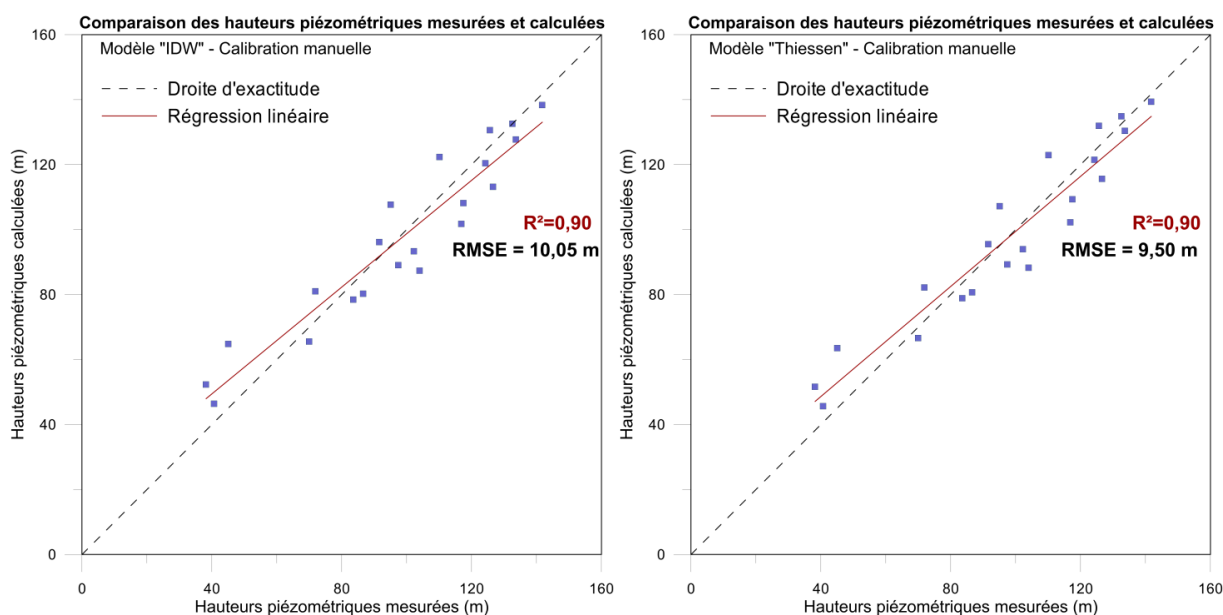 Comparaison des hauteurs piézométriques mesurées et calculées
160
Modèle "IDW" - Calibration manuelle
Droite d'exactitude
Régression linéaire
120
R²=0,90
RMSE = 10,05 m
80
40
0
Hauteurs piézométriques calculées (m)
0
40
80
120
160
Hauteurs piézométriques mesurées (m)
Comparaison des hauteurs piézométriques mesurées et calculées
160
Modèle "Thiessen" - Calibration manuelle
Droite d'exactitude
Régression linéaire
120
R²=0,90
RMSE = 9,50 m
80
40
0
Hauteurs piézométriques calculées (m)
0
40
80
120
160
Hauteurs piézométriques mesurées (m)